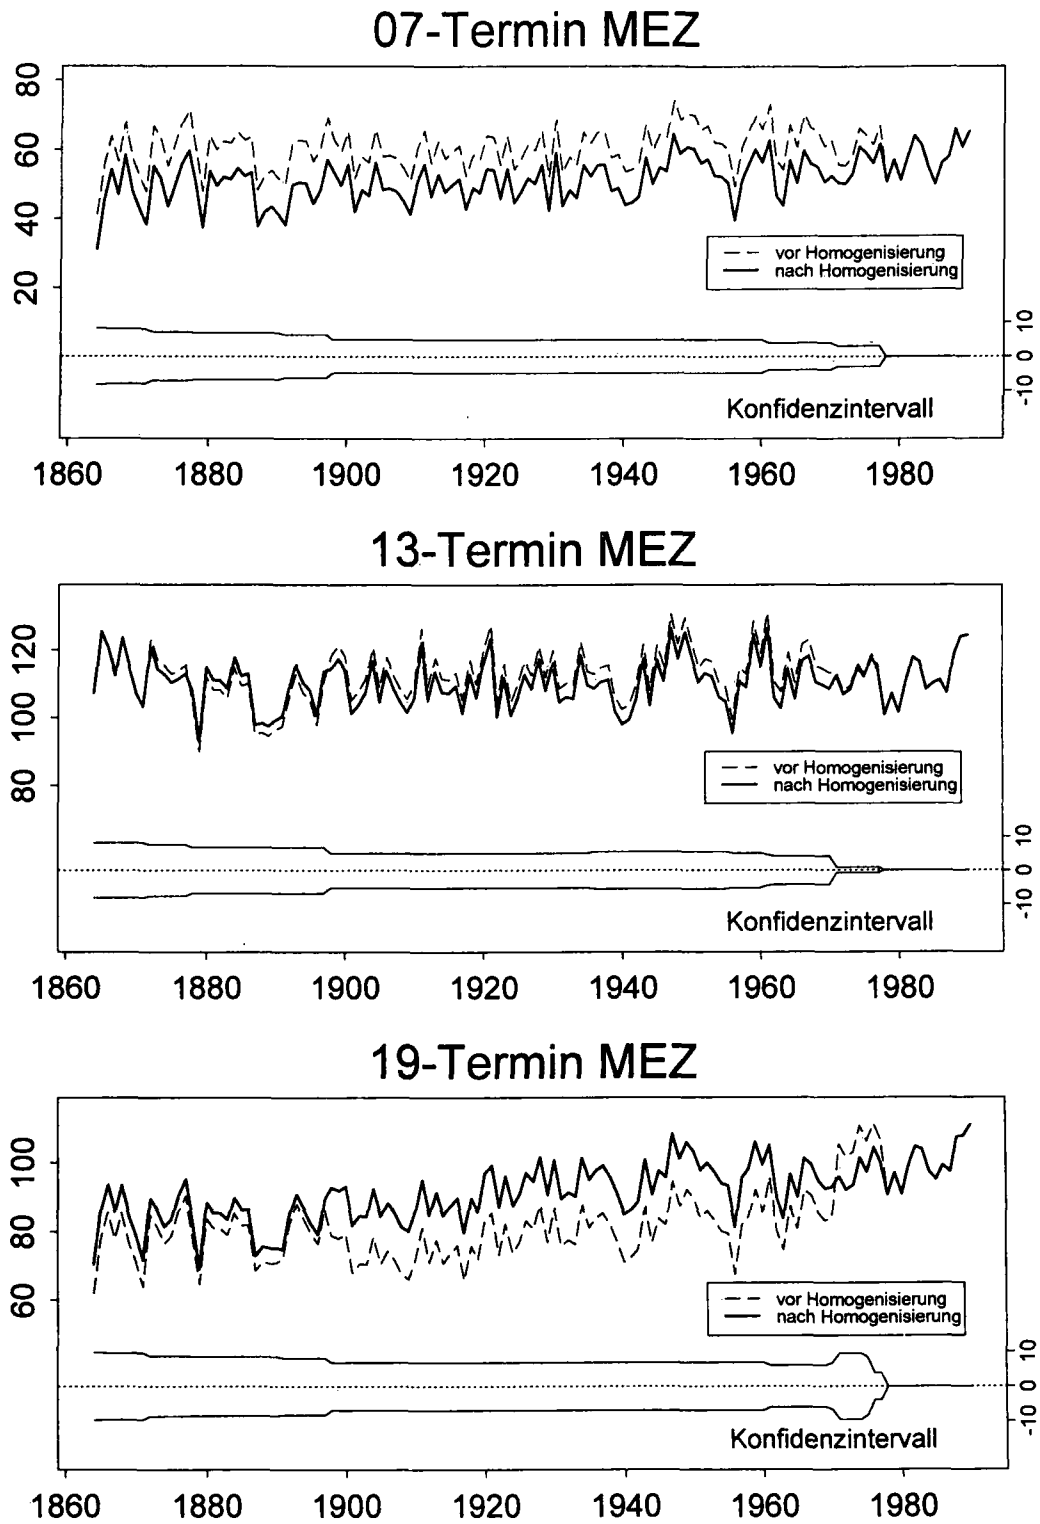 07-Termin MEZ
80
60
40
20
vor Homogenisierung
nach Homogenisierung
10
0
-10
Konfidenzintervall
1860 1880 1900 1920 1940 1960 1980
13-Termin MEZ
120
100
80
vor Homogenisierung
nach Homogenisierung
10
0
-10
Konfidenzintervall
1860 1880 1900 1920 1940 1960 1980
19-Termin MEZ
100
80
60
vor Homogenisierung
nach Homogenisierung
10
0
-10
Konfidenzintervall
1860 1880 1900 1920 1940 1960 1980